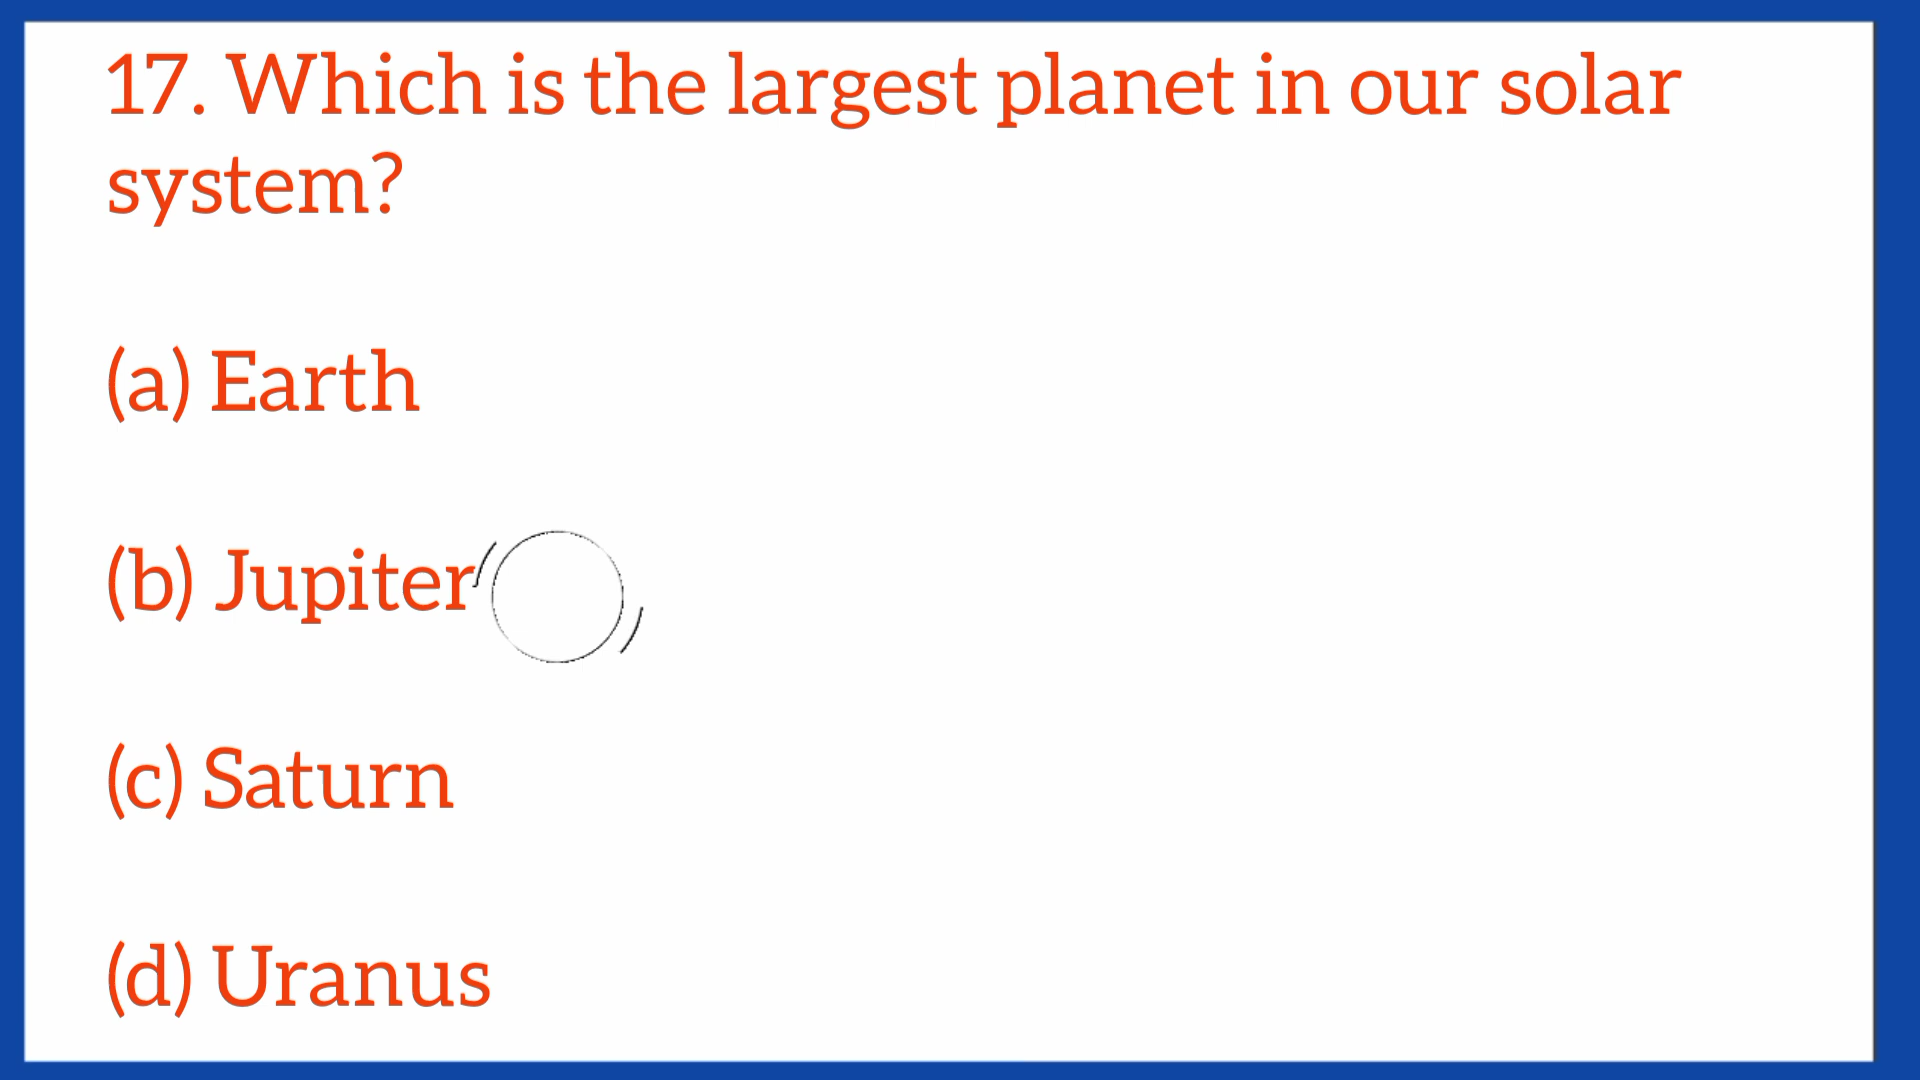 17. Which is the largest planet in our solar
system?
(a) Earth
(b) Jupiter
(c) Saturn
(d) Uranus